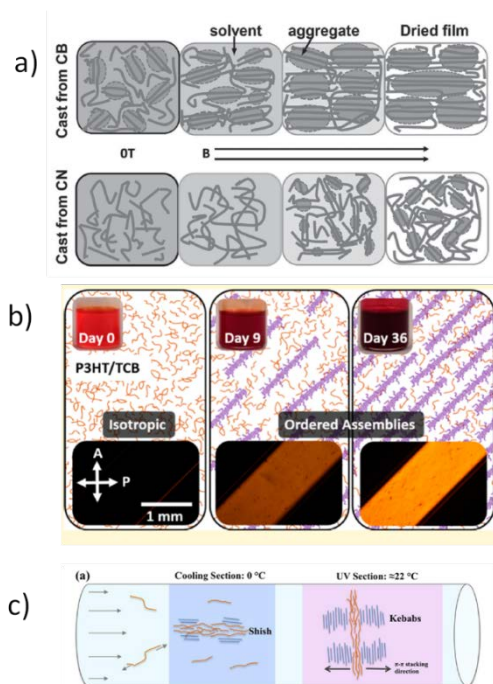 a)
solvent aggregate Dried film
Cast from CB
0T B
Cast from CN
b)
Day 0 Day 9 Day 36
P3HT/TCB
Isotropic Ordered Assemblies
A
P
1 mm
c)
(a) Cooling Section: 0 °C UV Section: ≈22 °C
Shish Kebabs
π-π stacking
direction